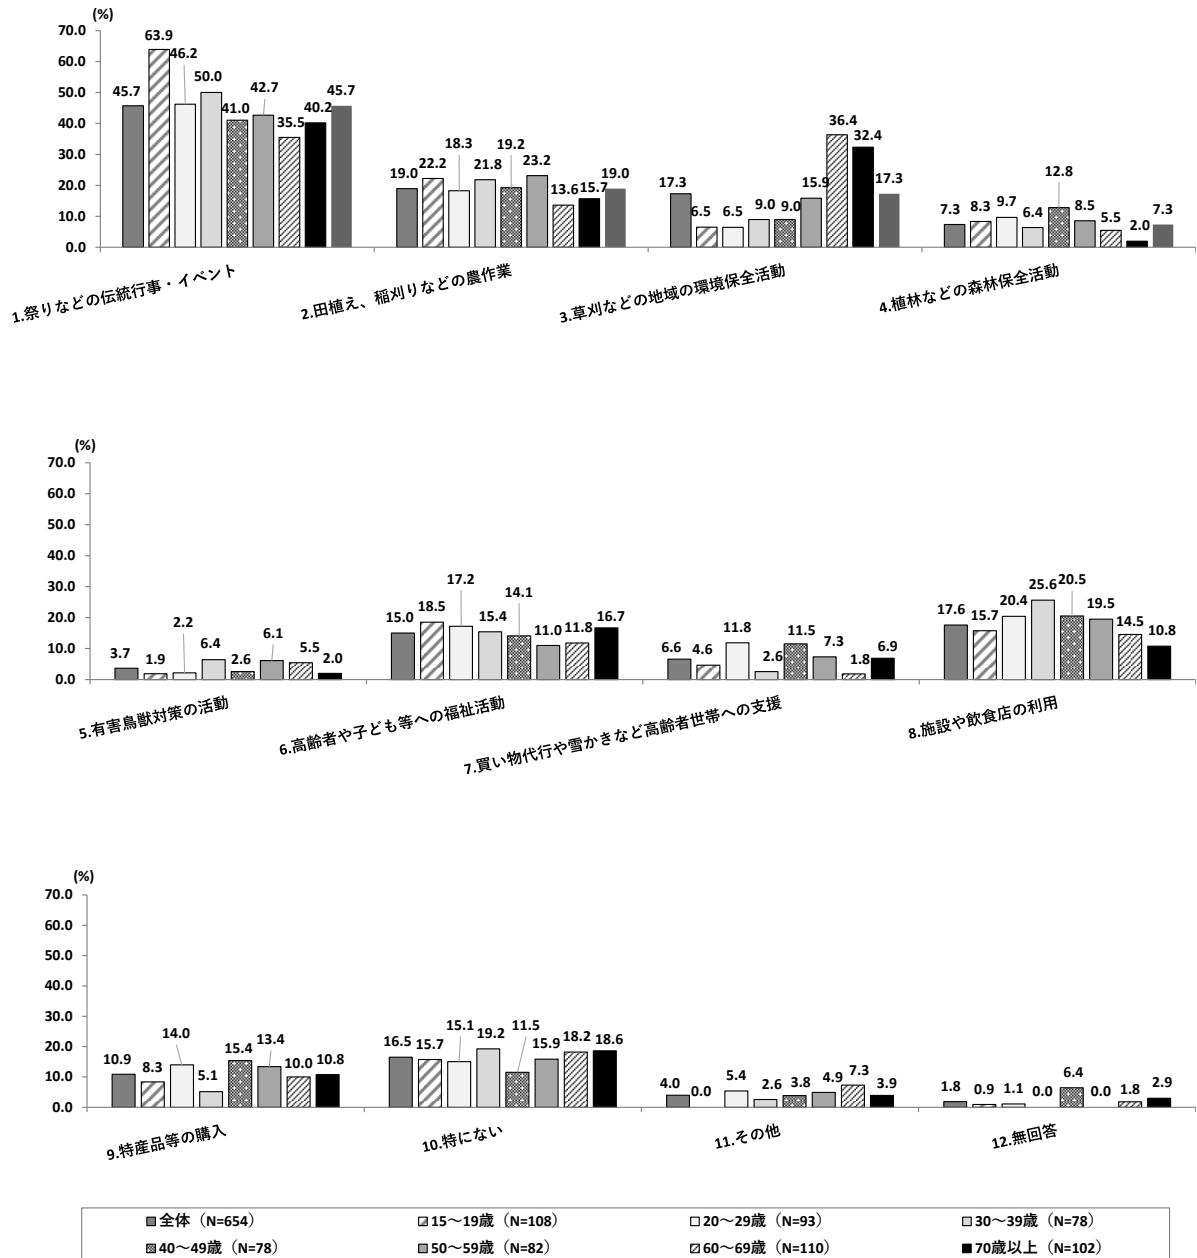 (%)
70.0
60.0
50.0
40.0
30.0
20.0
10.0
0.0
45.7 63.9 46.2 50.0 41.0 42.7 35.5 40.2 45.7
19.0 22.2 18.3 21.8 19.2 23.2 13.6 15.7 19.0
17.3 6.5 6.5 9.0 9.0 15.9 36.4 32.4 17.3
7.3 8.3 9.7 6.4 12.8 8.5 5.5 2.0 7.3
1.祭りなどの伝統行事・イベント
2.田植え、稲刈りなどの農作業
3.草刈などの地域の環境保全活動
4.植林などの森林保全活動
(%)
70.0
60.0
50.0
40.0
30.0
20.0
10.0
0.0
3.7 1.9 2.2 6.4 2.6 6.1 5.5 2.0
15.0 18.5 17.2 15.4 14.1 11.0 11.8 16.7
6.6 4.6 11.8 2.6 11.5 7.3 1.8 6.9
17.6 15.7 20.4 25.6 20.5 19.5 14.5 10.8
5.有害鳥獣対策の活動
6.高齢者や子ども等への福祉活動
7.買い物代行や雪かきなど高齢者世帯への支援
8.施設や飲食店の利用
(%)
70.0
60.0
50.0
40.0
30.0
20.0
10.0
0.0
10.9 8.3 14.0 5.1 15.4 13.4 10.0 10.8
16.5 15.7 15.1 19.2 11.5 15.9 18.2 18.6
4.0 0.0 5.4 2.6 3.8 4.9 7.3 3.9
1.8 0.9 1.1 0.0 6.4 0.0 1.8 2.9
9.特産品等の購入
10.特にない
11.その他
12.無回答
全体（N=654） 15～19歳（N=108） 20～29歳（N=93） 30～39歳（N=78）
40～49歳（N=78） 50～59歳（N=82） 60～69歳（N=110） 70歳以上（N=102）